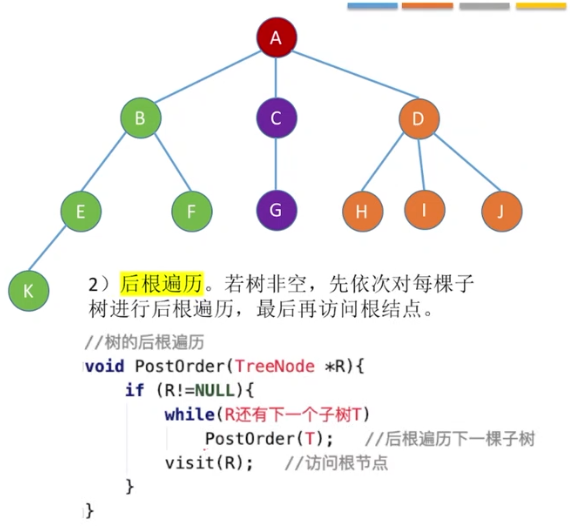 A
B C D
E F G H I J
K
2）后根遍历。若树非空，先依次对每棵子
树进行后根遍历，最后再访问根结点。
//树的后根遍历
void PostOrder(TreeNode *R){
if (R!=NULL){
while(R还有下一个子树T)
PostOrder(T); //后根遍历下一棵子树
visit(R); //访问根节点
}
}